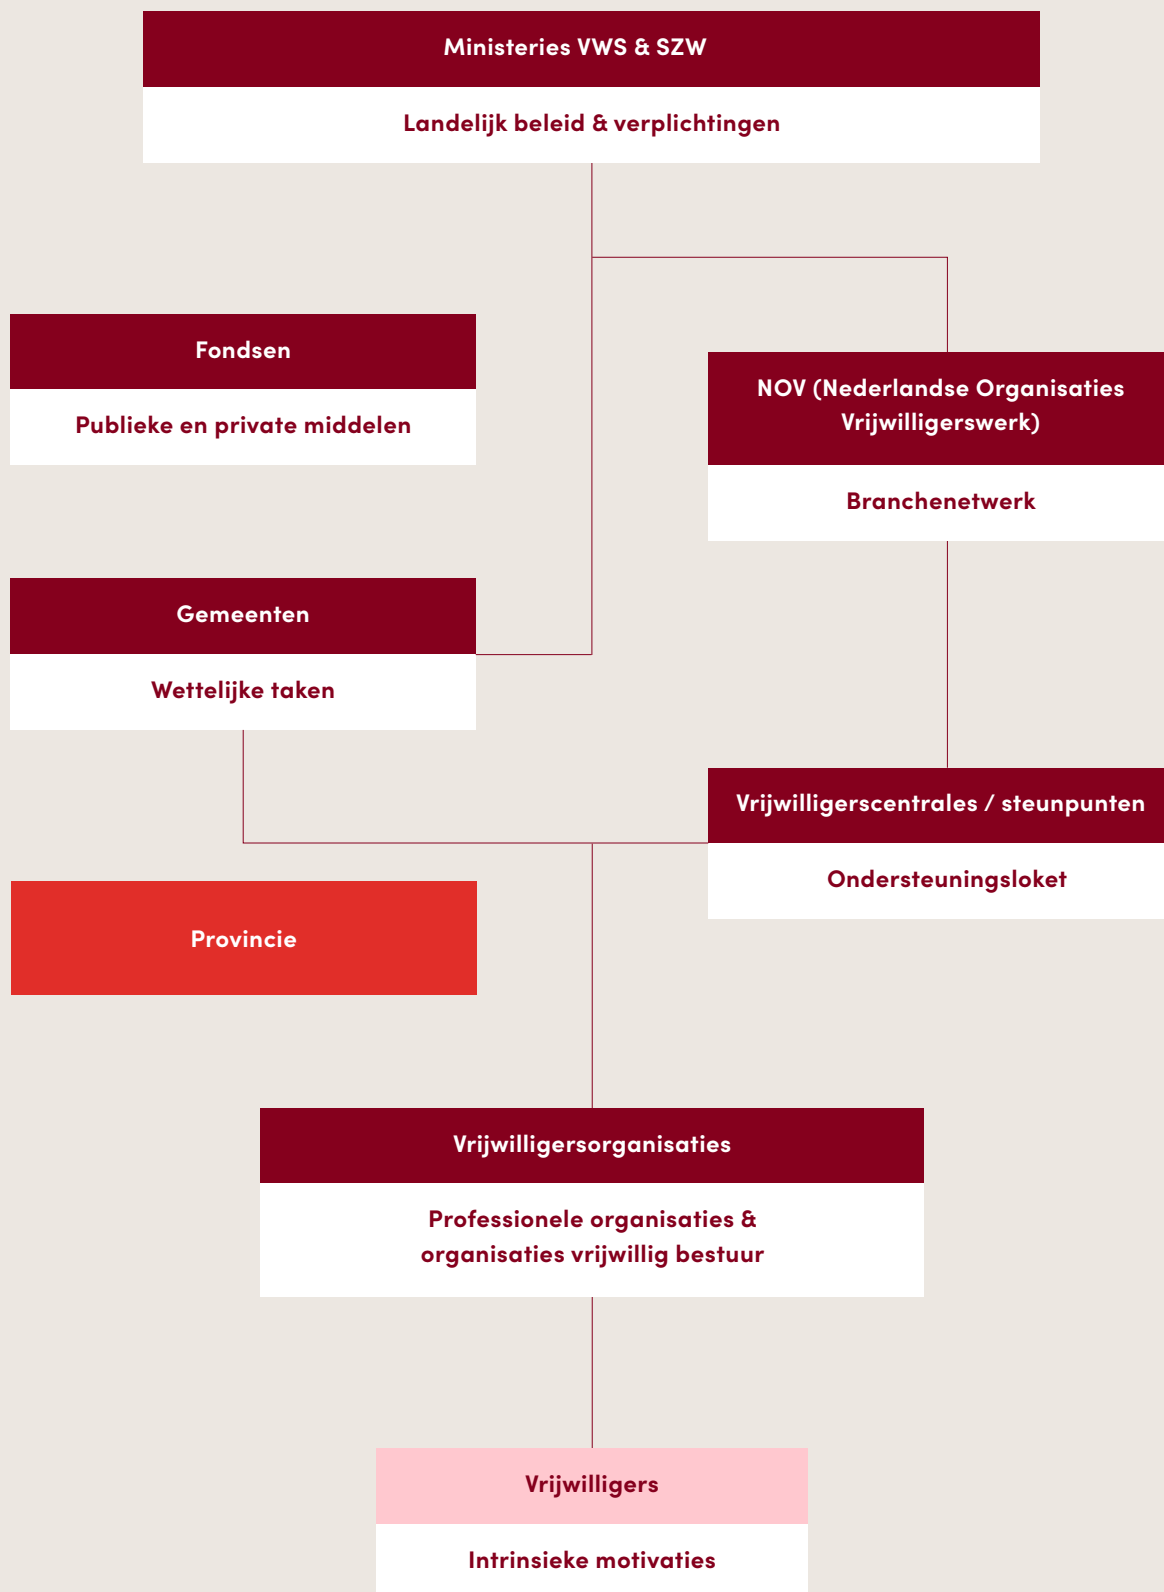 Ministeries VWS & SZW
Landelijk beleid & verplichtingen
Fondsen
Publieke en private middelen
NOV (Nederlandse Organisaties
Vrijwilligerswerk)
Branchenetwerk
Gemeenten
Wettelijke taken
Vrijwilligerscentrales / steunpunten
Ondersteuningsloket
Provincie
Vrijwilligersorganisaties
Professionele organisaties &
organisaties vrijwillig bestuur
Vrijwilligers
Intrinsieke motivaties